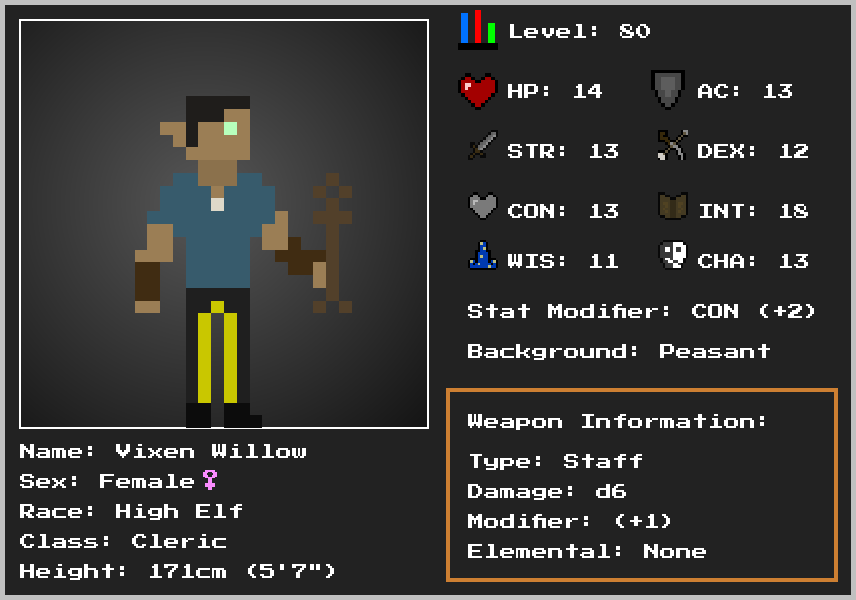 Level: 80
HP: 14
AC: 13
STR: 13
DEX: 12
CON: 13
INT: 18
WIS: 11
CHA: 13
Stat Modifier: CON (+2)
Background: Peasant
Weapon Information:
Type: Staff
Damage: d6
Modifier: (+1)
Elemental: None
Name: Vixen Willow
Sex: Female♀
Race: High Elf
Class: Cleric
Height: 171cm (5'7")